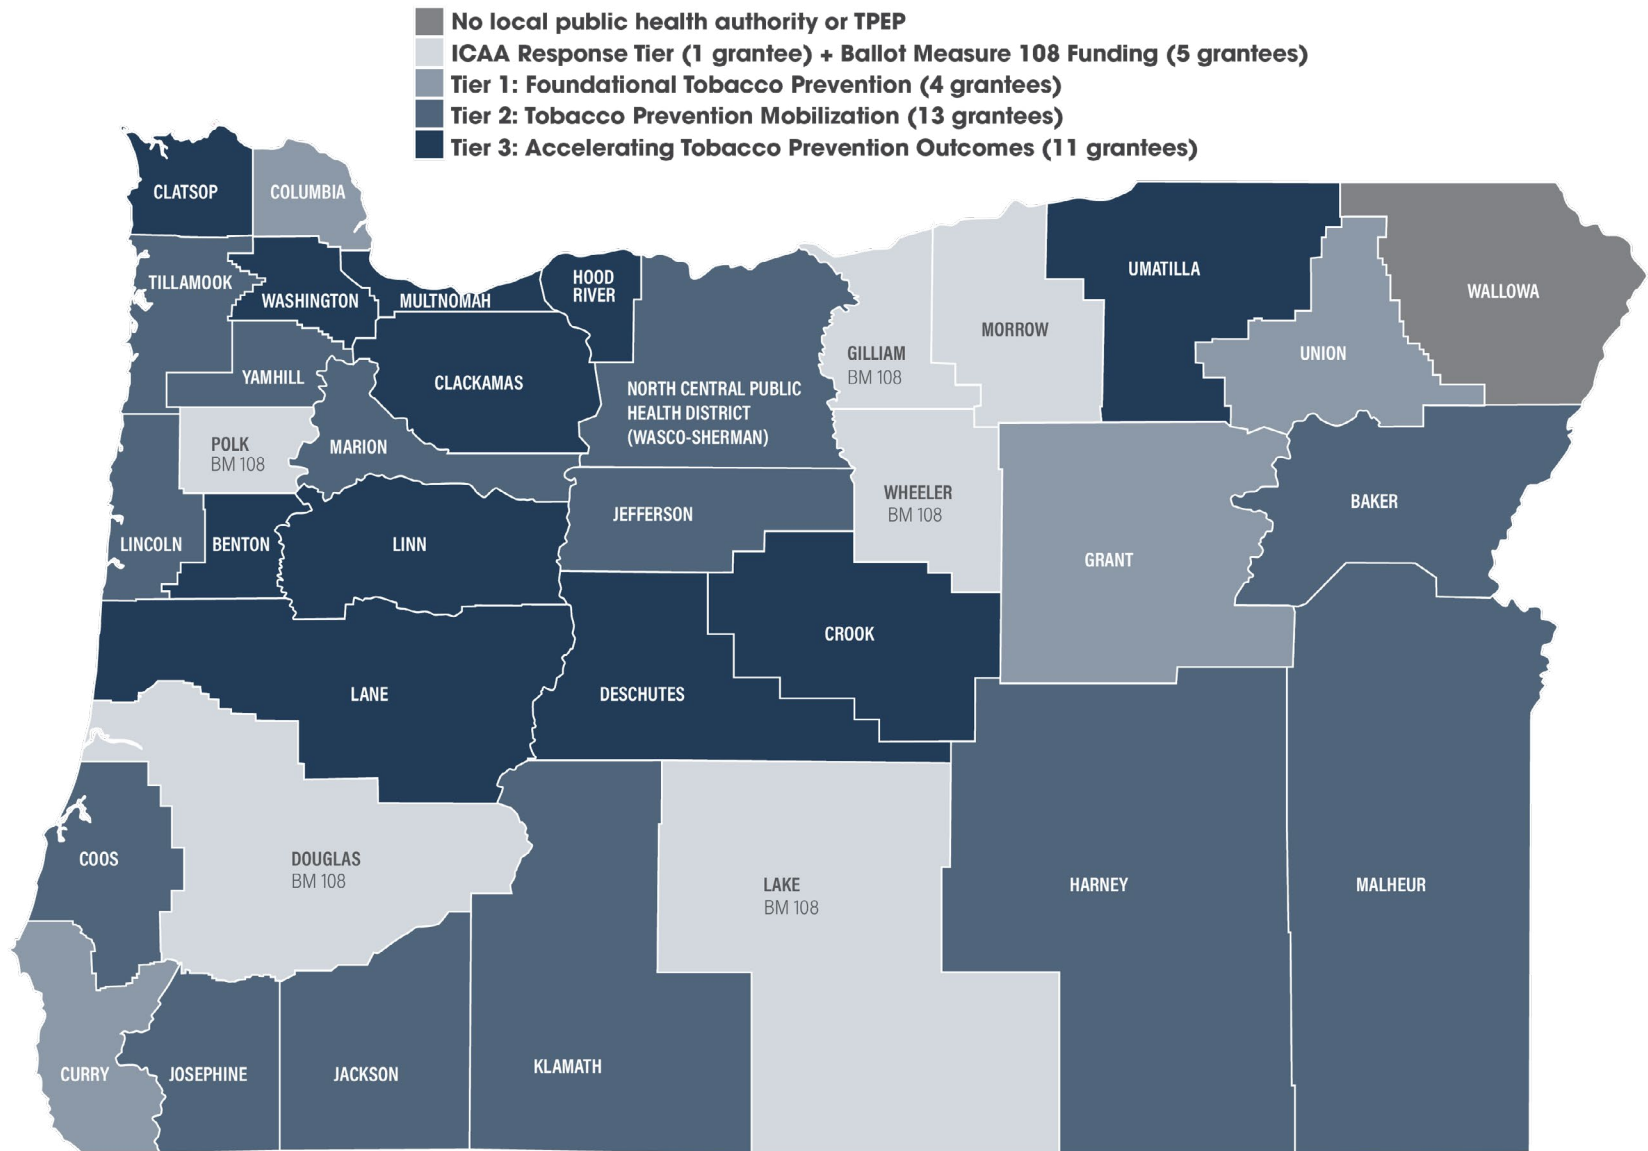 No local public health authority or TPEP
ICAA Response Tier (1 grantee) + Ballot Measure 108 Funding (5 grantees)
Tier 1: Foundational Tobacco Prevention (4 grantees)
Tier 2: Tobacco Prevention Mobilization (13 grantees)
Tier 3: Accelerating Tobacco Prevention Outcomes (11 grantees)
CLATSOP
COLUMBIA
TILLAMOOK
WASHINGTON
MULTNOMAH
HOOD
RIVER
UMATILLA
WALLOWA
YAMHILL
CLACKAMAS
NORTH CENTRAL PUBLIC
HEALTH DISTRICT
(WASCO-SHERMAN)
GILLIAM
BM 108
MORROW
UNION
POLK
BM 108
MARION
WHEELER
BM 108
BAKER
LINCOLN
BENTON
LINN
JEFFERSON
GRANT
CROOK
LANE
DESCHUTES
COOS
DOUGLAS
BM 108
LAKE
BM 108
HARNEY
MALHEUR
CURRY
JOSEPHINE
JACKSON
KLAMATH